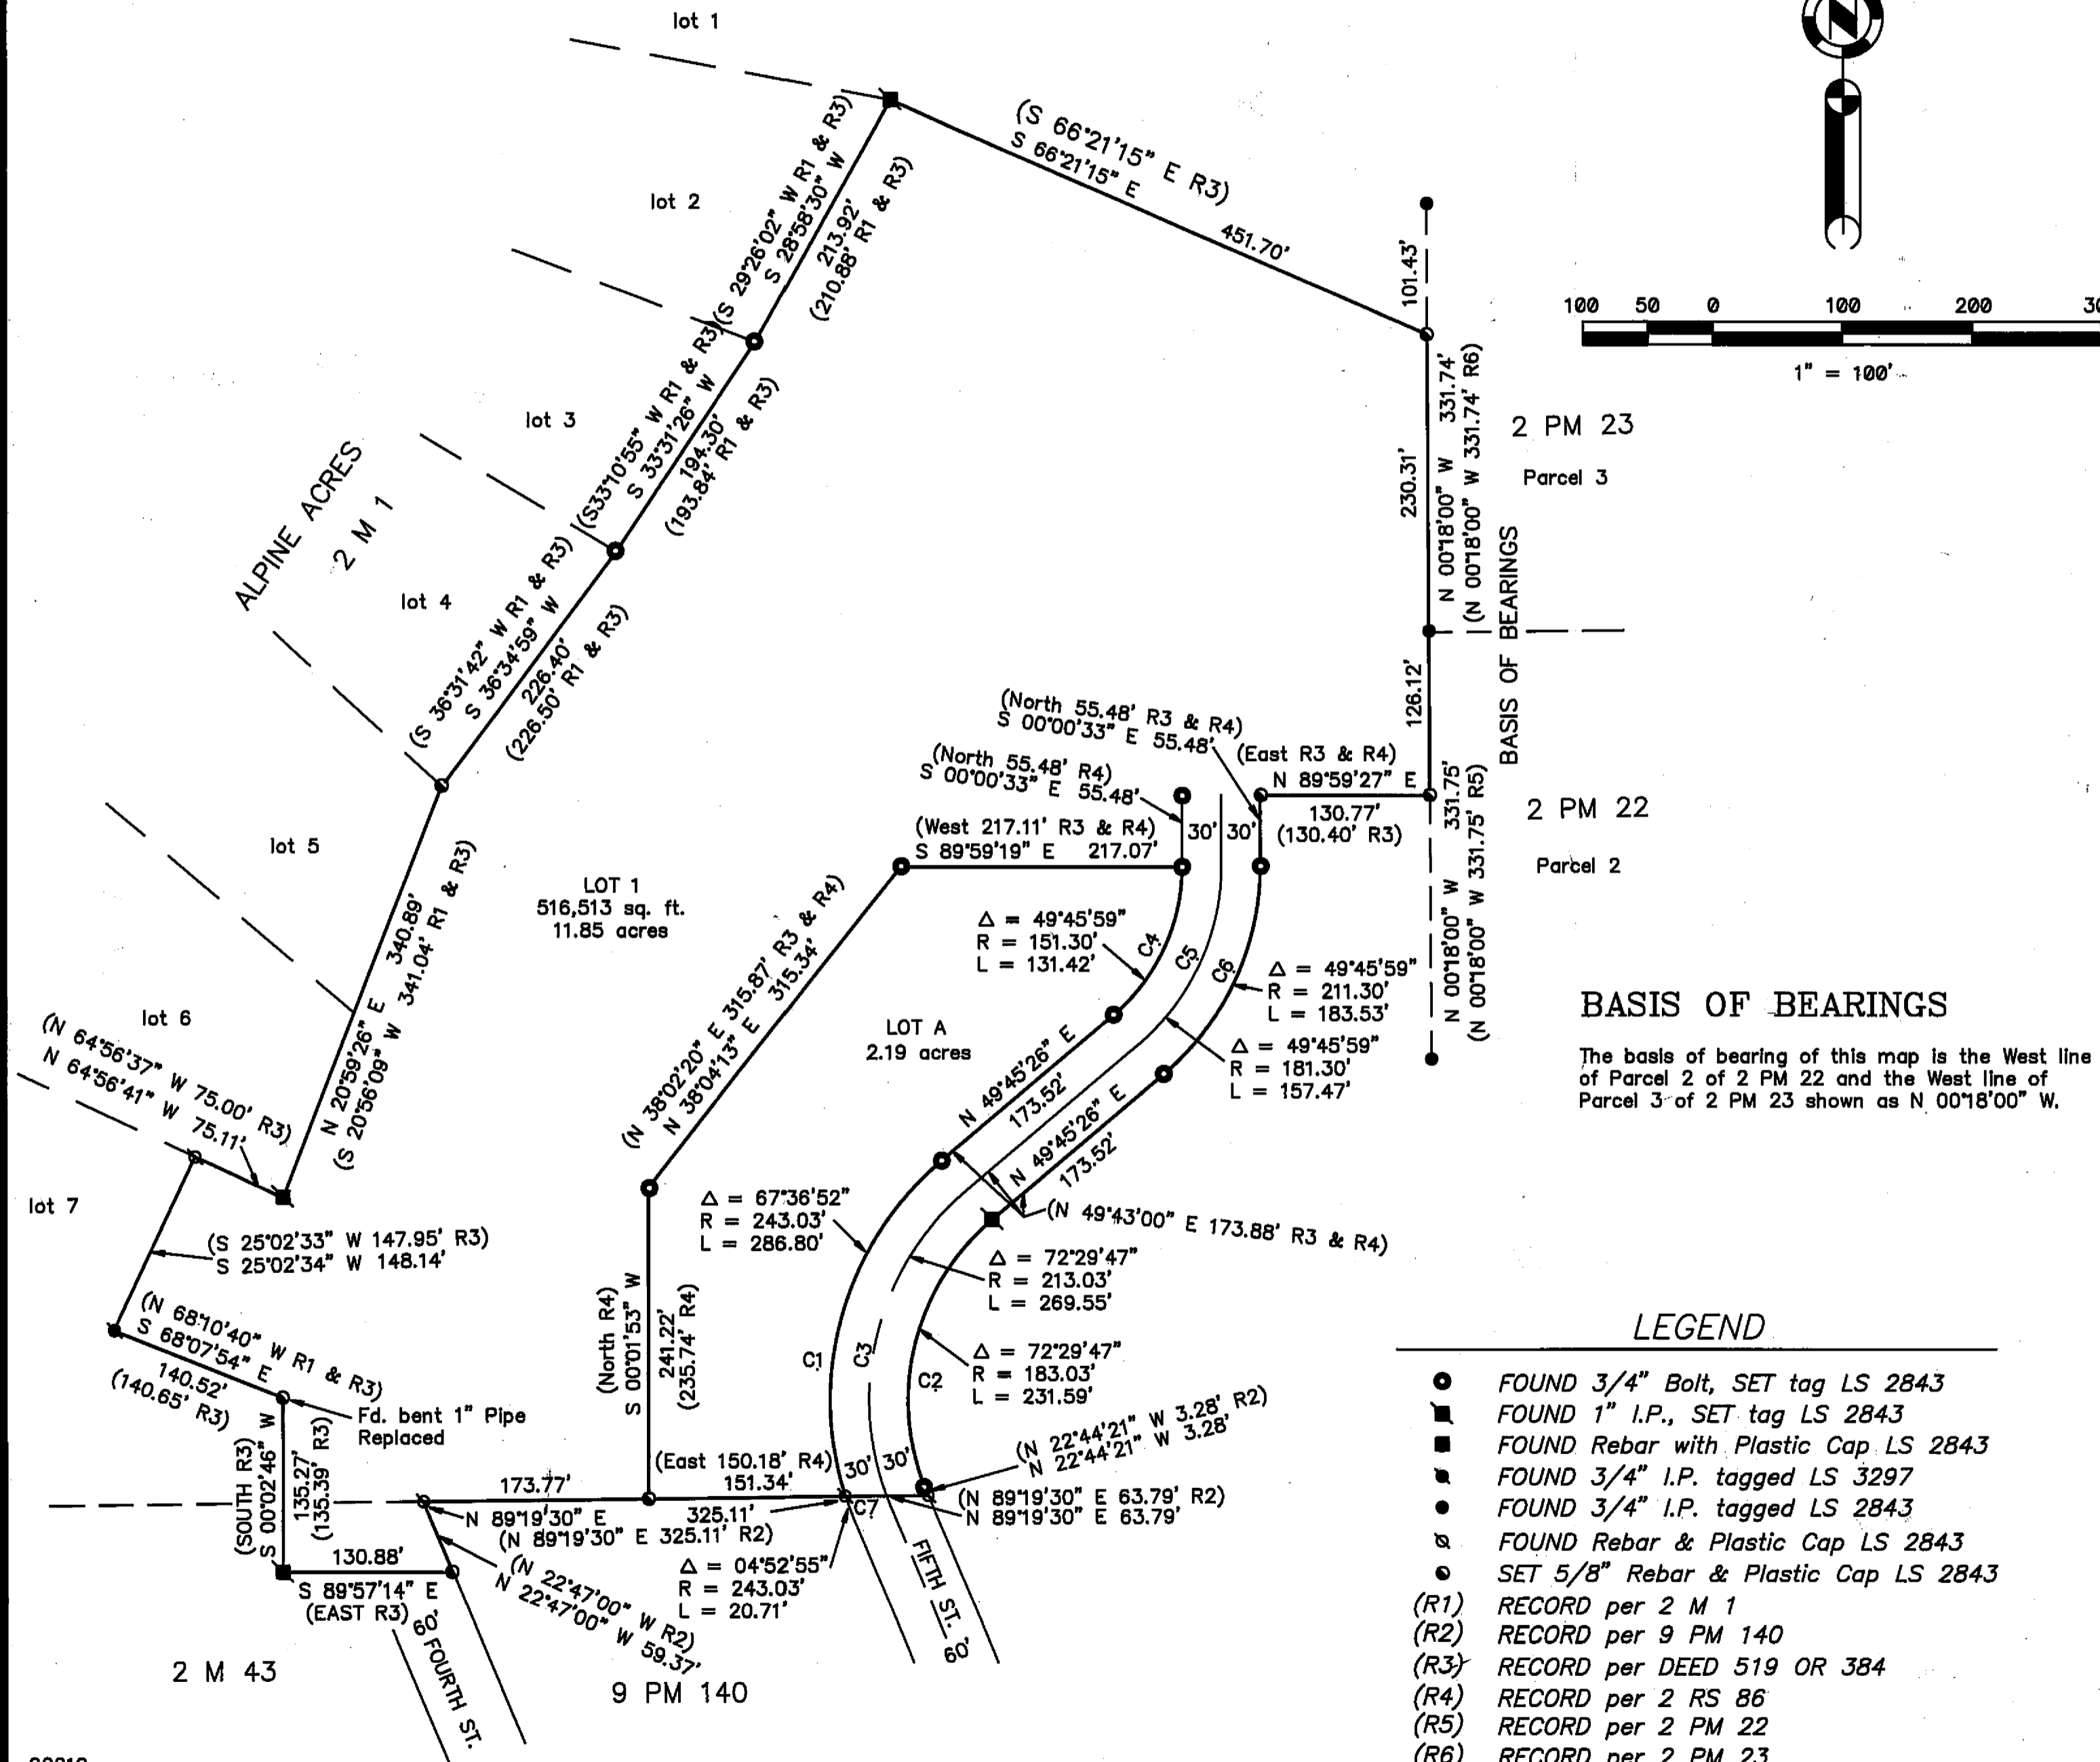 lot 1
N
(S 66°21'15" E R3)
S 66°21'15" E
451.70'
(S 29°26'02" W R1 & R3)
S 28°58'30" W
213.92'
(210.88' R1 & R3)
lot 2
101.43'
100 50 0 100 200
1" = 100'
(S33°10'55" W R1 & R3)
S 33°31'26" W
194.30'
(193.84' R1 & R3)
lot 3
N 00°18'00" W 331.74'
(N 00°18'00" W 331.74' R6)
230.31'
2 PM 23
Parcel 3
ALPINE ACRES
2 M 1
(S 36°31'42" W R1 & R3)
S 36°34'59" W
226.40'
(226.50' R1 & R3)
lot 4
BASIS OF BEARINGS
126.12'
(North 55.48' R3 & R4)
S 00°00'33" E 55.48'
(North 55.48' R4)
S 00°00'33" E 55.48'
(East R3 & R4)
N 89°59'27" E
130.77'
(130.40' R3)
30' 30'
2 PM 22
Parcel 2
N 00°18'00" W 331.75'
(N 00°18'00" W 331.75' R5)
(West 217.11' R3 & R4)
S 89°59'19" E 217.07'
lot 5
N 20°59'26" E 340.89'
(S 20°56'09" W 341.04' R1 & R3)
LOT 1
516,513 sq. ft.
11.85 acres
(N 38°02'20" E 315.87' R3 & R4)
N 38°04'13" E 315.34'
Δ = 49°45'59"
R = 151.30'
L = 131.42'
C4
C5
C6
Δ = 49°45'59"
R = 211.30'
L = 183.53'
Δ = 49°45'59"
R = 181.30'
L = 157.47'
LOT A
2.19 acres
BASIS OF BEARINGS
The basis of bearing of this map is the West line
of Parcel 2 of 2 PM 22 and the West line of
Parcel 3 of 2 PM 23 shown as N 00°18'00" W.
lot 6
(N 64°56'37" W 75.00' R3)
N 64°56'41" W 75.11'
N 49°45'26" E
173.52'
N 49°45'26" E
173.52'
(N 49°43'00" E 173.88' R3 & R4)
lot 7
(S 25°02'33" W 147.95' R3)
S 25°02'34" W 148.14'
Δ = 67°36'52"
R = 243.03'
L = 286.80'
Δ = 72°29'47"
R = 213.03'
L = 269.55'
Δ = 72°29'47"
R = 183.03'
L = 231.59'
C1
C3
C2
(N 68°10'40" W R1 & R3)
S 68°07'54" E
140.52'
(140.65' R3)
Fd. bent 1" Pipe
Replaced
(SOUTH R3)
S 00°02'46" W
135.27'
(135.39' R3)
(North R4)
S 00°01'53" W
241.22'
(235.74' R4)
(N 22°44'21" W 3.28' R2)
N 22°44'21" W 3.28'
173.77'
(East 150.18' R4)
151.34'
30' 30'
N 89°19'30" E 325.11'
(N 89°19'30" E 325.11' R2)
C7
(N 89°19'30" E 63.79' R2)
N 89°19'30" E 63.79'
130.88'
S 89°57'14" E
(EAST R3)
(N 22°47'00" W R2)
N 22°47'00" W 59.37'
Δ = 04°52'55"
R = 243.03'
L = 20.71'
60'
FOURTH ST.
FIFTH ST.
60'
2 M 43
9 PM 140
LEGEND
FOUND 3/4" Bolt, SET tag LS 2843
FOUND 1" I.P., SET tag LS 2843
FOUND Rebar with Plastic Cap LS 2843
FOUND 3/4" I.P. tagged LS 3297
FOUND 3/4" I.P. tagged LS 2843
FOUND Rebar & Plastic Cap LS 2843
SET 5/8" Rebar & Plastic Cap LS 2843
(R1) RECORD per 2 M 1
(R2) RECORD per 9 PM 140
(R3) RECORD per DEED 519 OR 384
(R4) RECORD per 2 RS 86
(R5) RECORD per 2 PM 22
(R6) RECORD per 2 PM 23